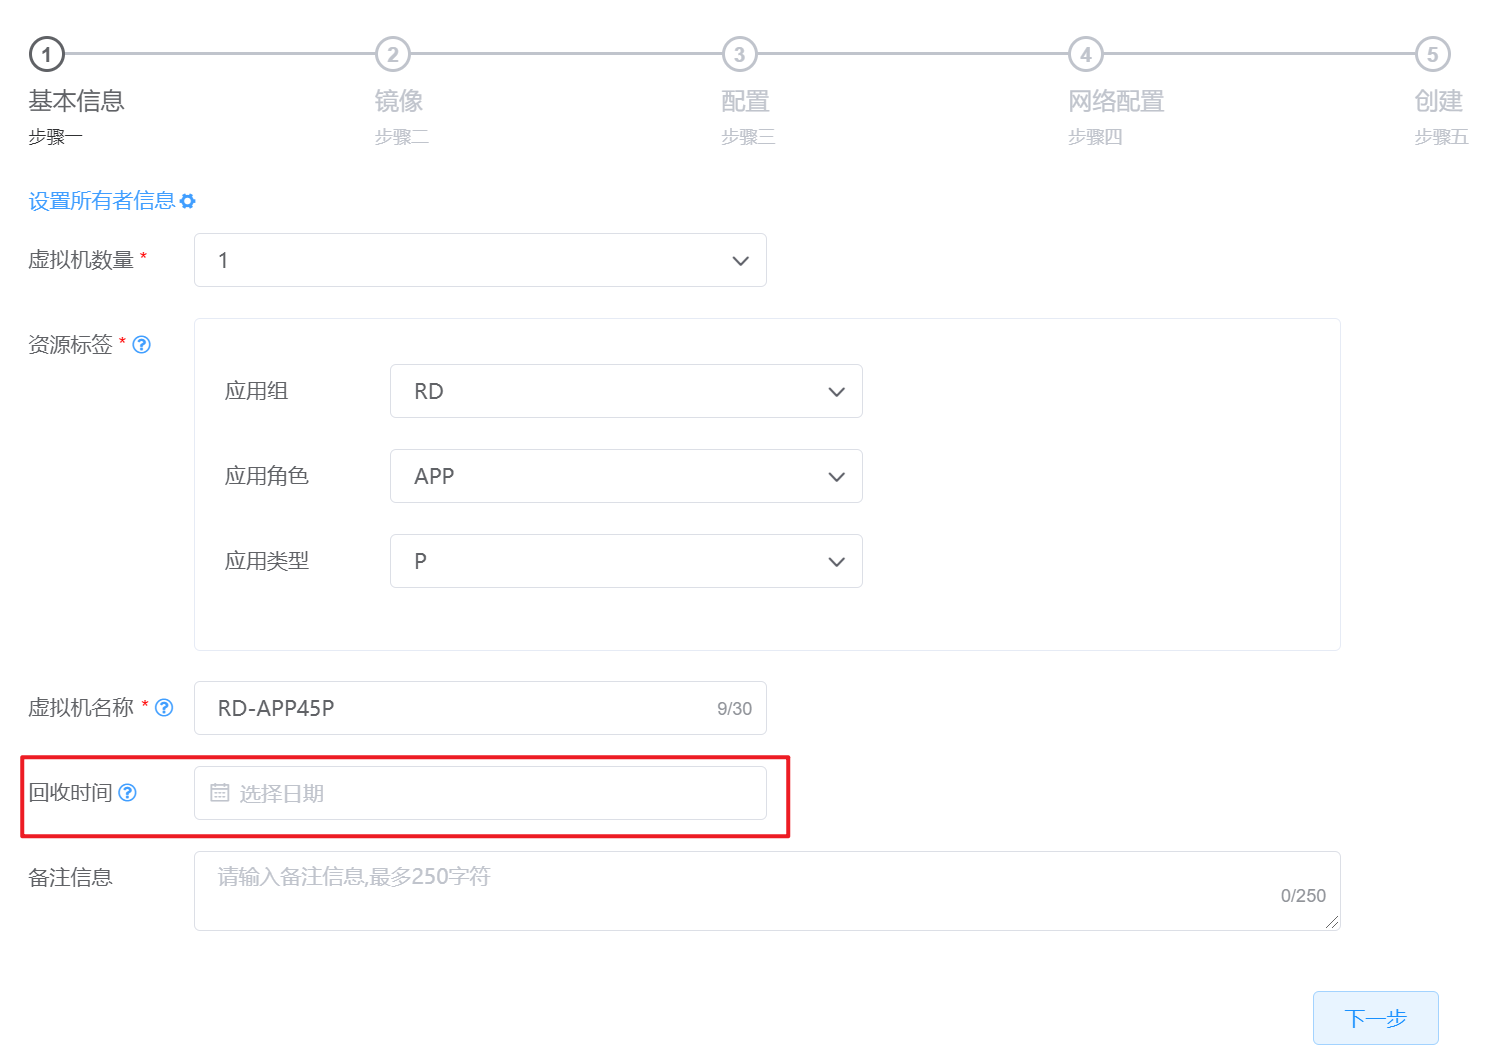 1 2 3 4 5
基本信息 镜像 配置 网络配置 创建
步骤一 步骤二 步骤三 步骤四 步骤五
设置所有者信息
虚拟机数量 * 1
资源标签 * ?
应用组 RD
应用角色 APP
应用类型 P
虚拟机名称 * ? RD-APP45P 9/30
回收时间 ? 选择日期
备注信息 请输入备注信息,最多250字符
0/250
下一步